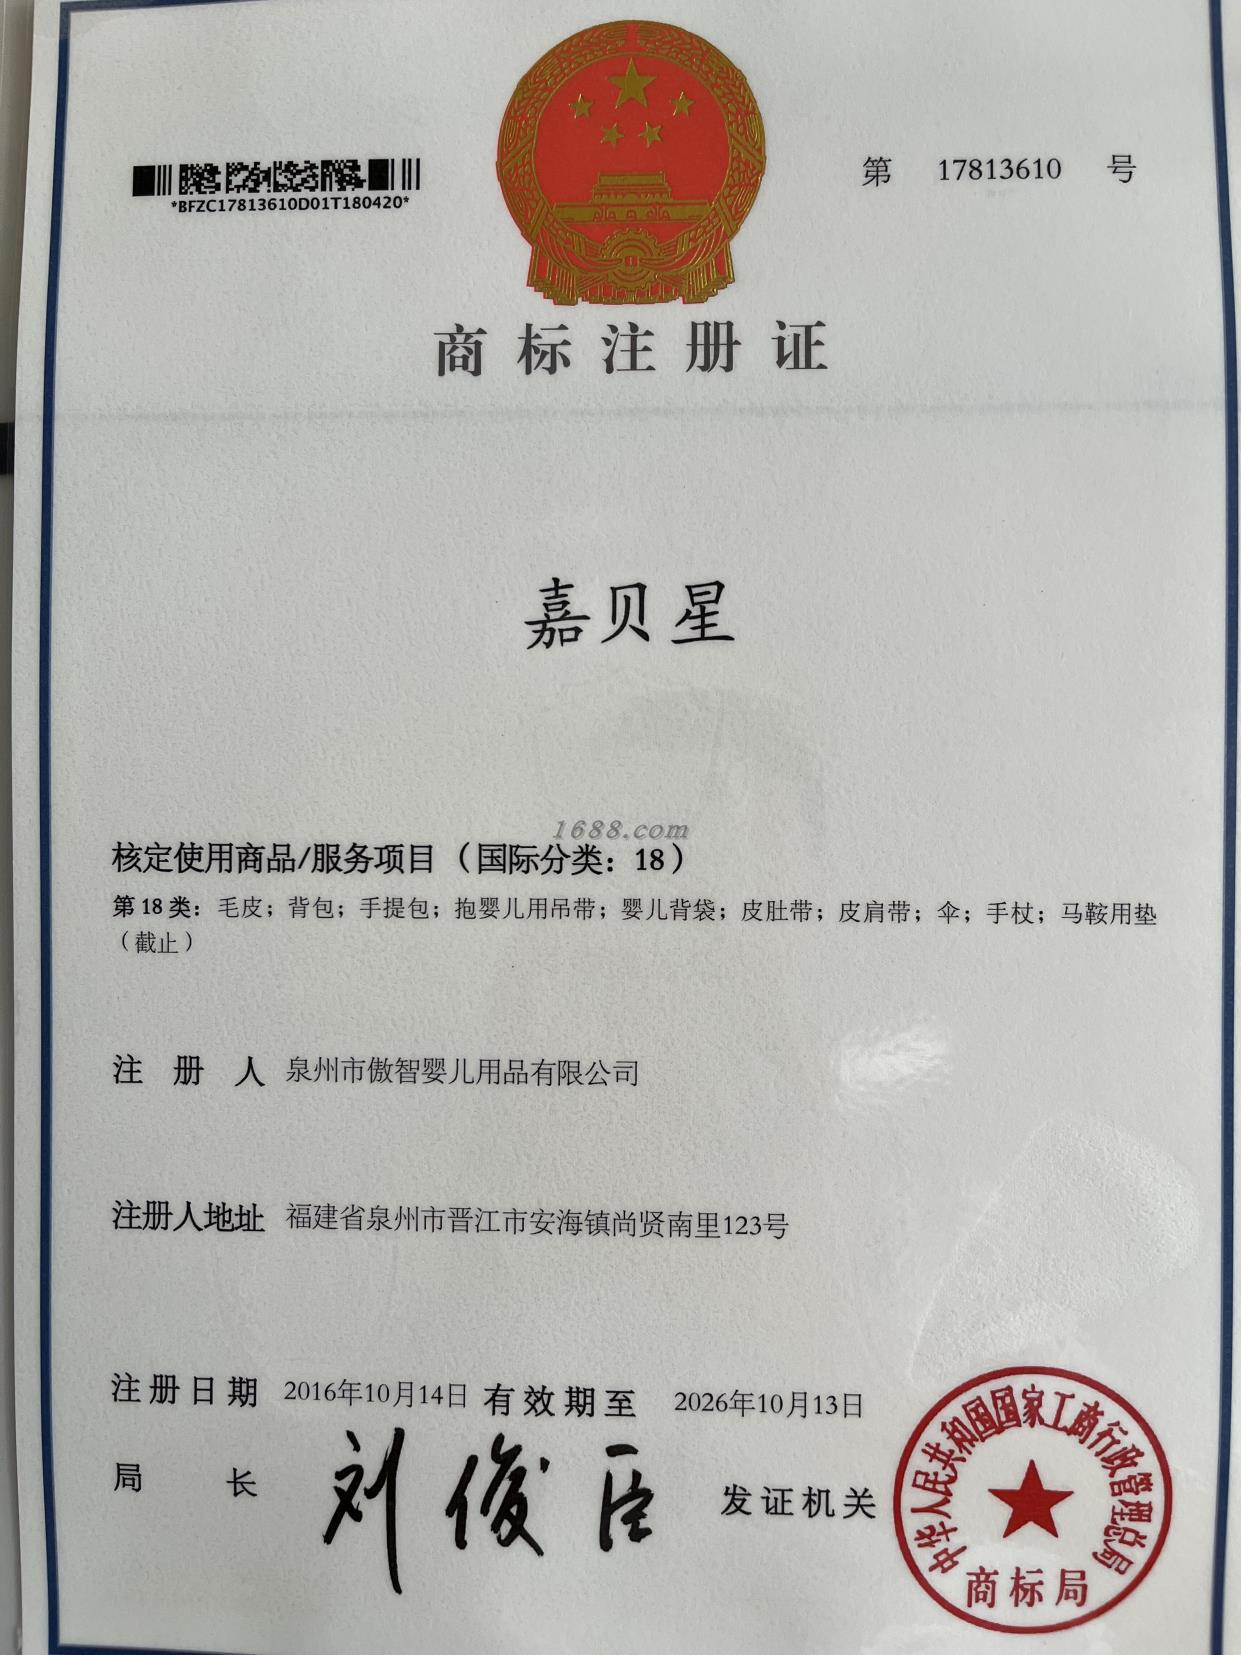 第 17813610 号
*BFZC17813610D01T180420*
商标注册证
嘉贝星
1688.com
核定使用商品/服务项目（国际分类：18）
第18类：毛皮；背包；手提包；抱婴儿用吊带；婴儿背袋；皮肚带；皮肩带；伞；手杖；马鞍用垫
（截止）
注册人 泉州市傲智婴儿用品有限公司
注册人地址 福建省泉州市晋江市安海镇尚贤南里123号
注册日期 2016年10月14日 有效期至 2026年10月13日
局长 刘俊臣 发证机关
中华人民共和国国家工商行政管理总局
商标局